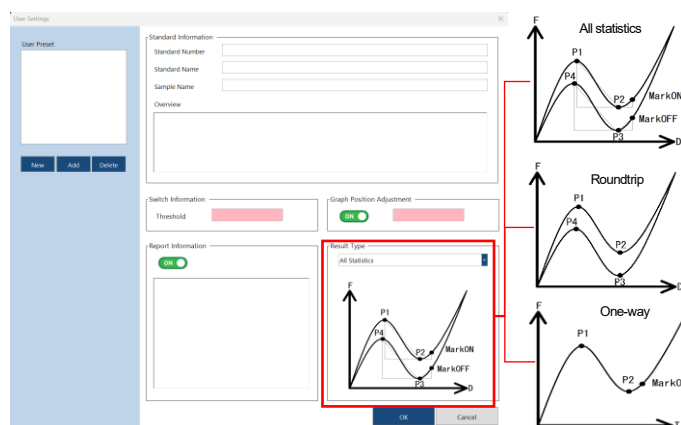 User Settings
User Preset
New
Add
Delete
Standard Information
Standard Number
Standard Name
Sample Name
Overview
Switch Information
Threshold
Graph Position Adjustment
ON
Report Information
ON
Result Type
All Statistics
F
P1
P4
P2
MarkON
MarkOFF
P3
D
OK
Cancel
F
All statistics
P1
P4
P2
MarkON
MarkOFF
P3
D
F
Roundtrip
P1
P4
P2
P3
D
F
One-way
P1
P2
MarkO